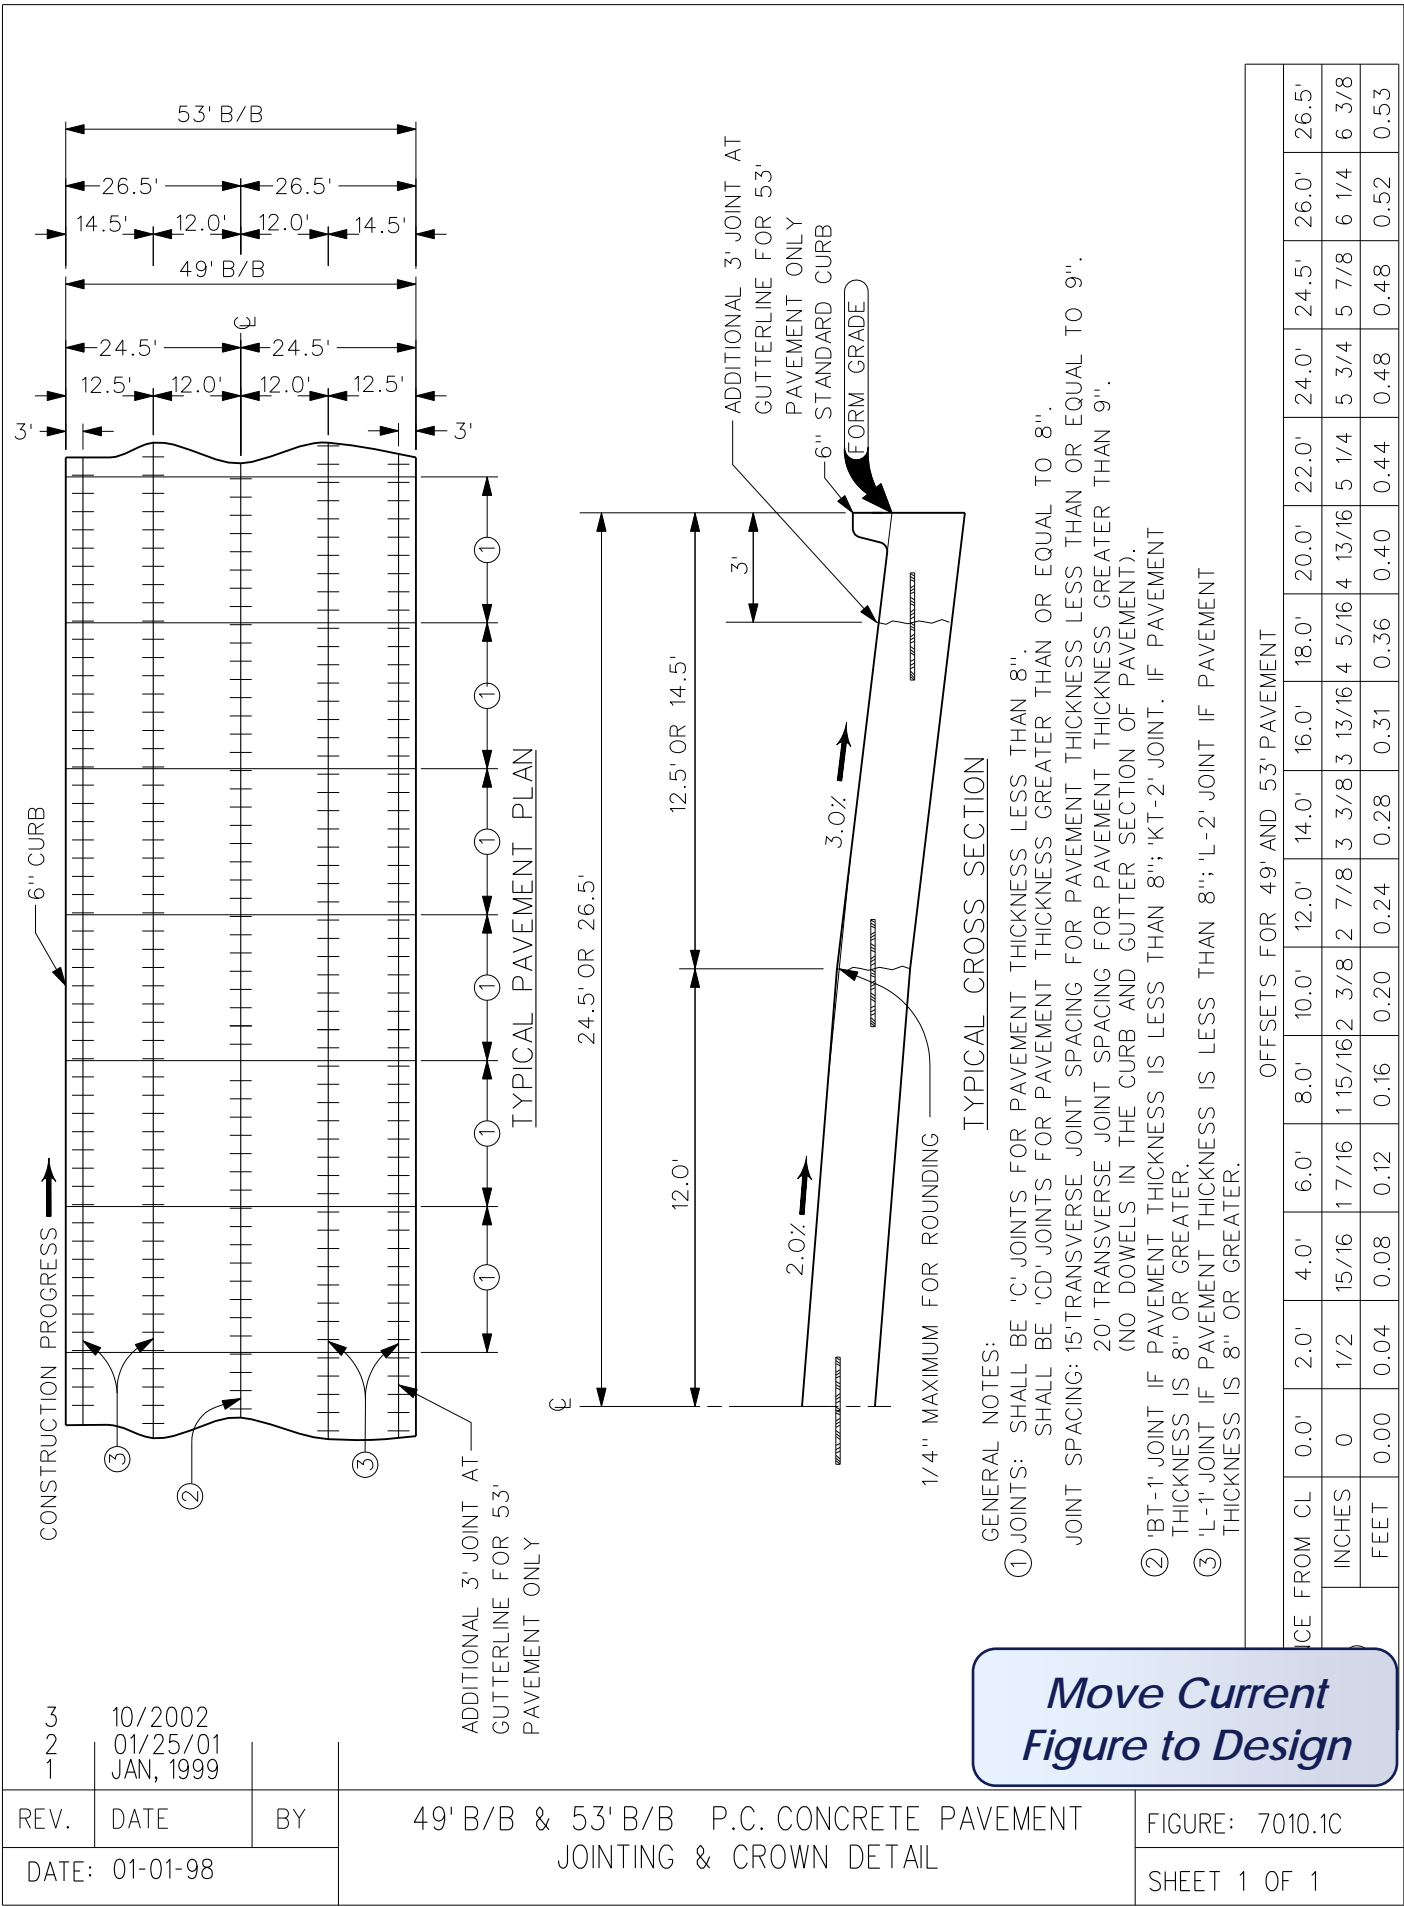 53' B/B
26.5' 26.5'
14.5' 12.0' 12.0' 14.5'
49' B/B
CL
24.5' 24.5'
12.5' 12.0' 12.0' 12.5'
3' 3'
6" CURB
CONSTRUCTION PROGRESS
1
1
1
1
1
1
3
2
3
ADDITIONAL 3' JOINT AT
GUTTERLINE FOR 53'
PAVEMENT ONLY
TYPICAL PAVEMENT PLAN
ADDITIONAL 3' JOINT AT
GUTTERLINE FOR 53'
PAVEMENT ONLY
6" STANDARD CURB
FORM GRADE
24.5' OR 26.5'
12.0'
12.5' OR 14.5'
3'
2.0%
3.0%
CL
1/4" MAXIMUM FOR ROUNDING
TYPICAL CROSS SECTION
GENERAL NOTES:
1 JOINTS: SHALL BE 'C' JOINTS FOR PAVEMENT THICKNESS LESS THAN 8".
SHALL BE 'CD' JOINTS FOR PAVEMENT THICKNESS GREATER THAN OR EQUAL TO 8".
JOINT SPACING: 15' TRANSVERSE JOINT SPACING FOR PAVEMENT THICKNESS LESS THAN OR EQUAL TO 9".
20' TRANSVERSE JOINT SPACING FOR PAVEMENT THICKNESS GREATER THAN 9".
(NO DOWELS IN THE CURB AND GUTTER SECTION OF PAVEMENT).
2 'BT-1' JOINT IF PAVEMENT THICKNESS IS LESS THAN 8"; 'KT-2' JOINT. IF PAVEMENT
THICKNESS IS 8" OR GREATER.
3 'L-1' JOINT IF PAVEMENT THICKNESS IS LESS THAN 8"; 'L-2' JOINT IF PAVEMENT
THICKNESS IS 8" OR GREATER.
OFFSETS FOR 49' AND 53' PAVEMENT
FROM CL 0.0' 2.0' 4.0' 6.0' 8.0' 10.0' 12.0' 14.0' 16.0' 18.0' 20.0' 22.0' 24.0' 24.5' 26.0' 26.5'
INCHES 0 1/2 15/16 1 7/16 1 15/16 2 3/8 2 7/8 3 3/8 3 13/16 4 5/16 4 13/16 5 1/4 5 3/4 5 7/8 6 1/4 6 3/8
FEET 0.00 0.04 0.08 0.12 0.16 0.20 0.24 0.28 0.31 0.36 0.40 0.44 0.48 0.48 0.52 0.53
Move Current
Figure to Design
3 10/2002
2 01/25/01
1 JAN, 1999
REV. DATE BY
DATE: 01-01-98
49' B/B & 53' B/B P.C. CONCRETE PAVEMENT
JOINTING & CROWN DETAIL
FIGURE: 7010.1C
SHEET 1 OF 1